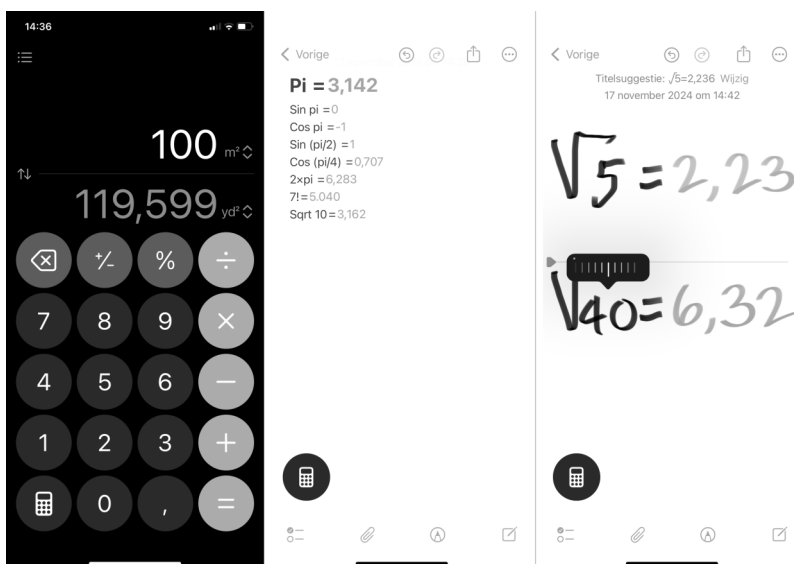 14:36
100 m²
119,599 yd²
+/- % ÷
7 8 9 ×
4 5 6 −
1 2 3 +
0 , =
Vorige
Pi = 3,142
Sin pi = 0
Cos pi = -1
Sin (pi/2) = 1
Cos (pi/4) = 0,707
2×pi = 6,283
7! = 5.040
Sqrt 10 = 3,162
Vorige
Titelsuggestie: √5=2,236 Wijzig
17 november 2024 om 14:42
√5 = 2,23
√40 = 6,32